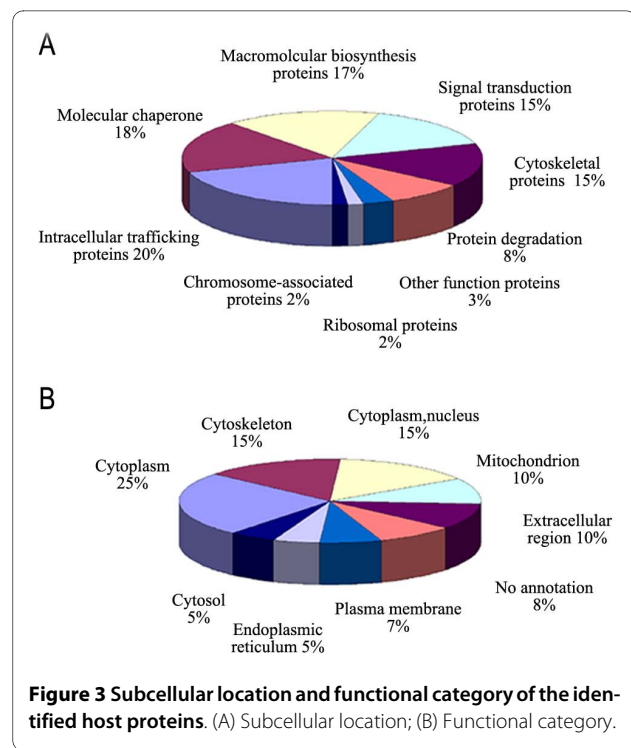 A
Macromolcular biosynthesis
proteins 17%
Signal transduction
proteins 15%
Molecular chaperone
18%
Cytoskeletal
proteins 15%
Intracellular trafficking
proteins 20%
Protein degradation
8%
Chromosome-associated
proteins 2%
Other function proteins
3%
Ribosomal proteins
2%
B
Cytoskeleton
15%
Cytoplasm,nucleus
15%
Cytoplasm
25%
Mitochondrion
10%
Extracellular
region 10%
No annotation
8%
Cytosol
5%
Plasma membrane
7%
Endoplasmic
reticulum 5%
Figure 3 Subcellular location and functional category of the iden-
tified host proteins. (A) Subcellular location; (B) Functional category.